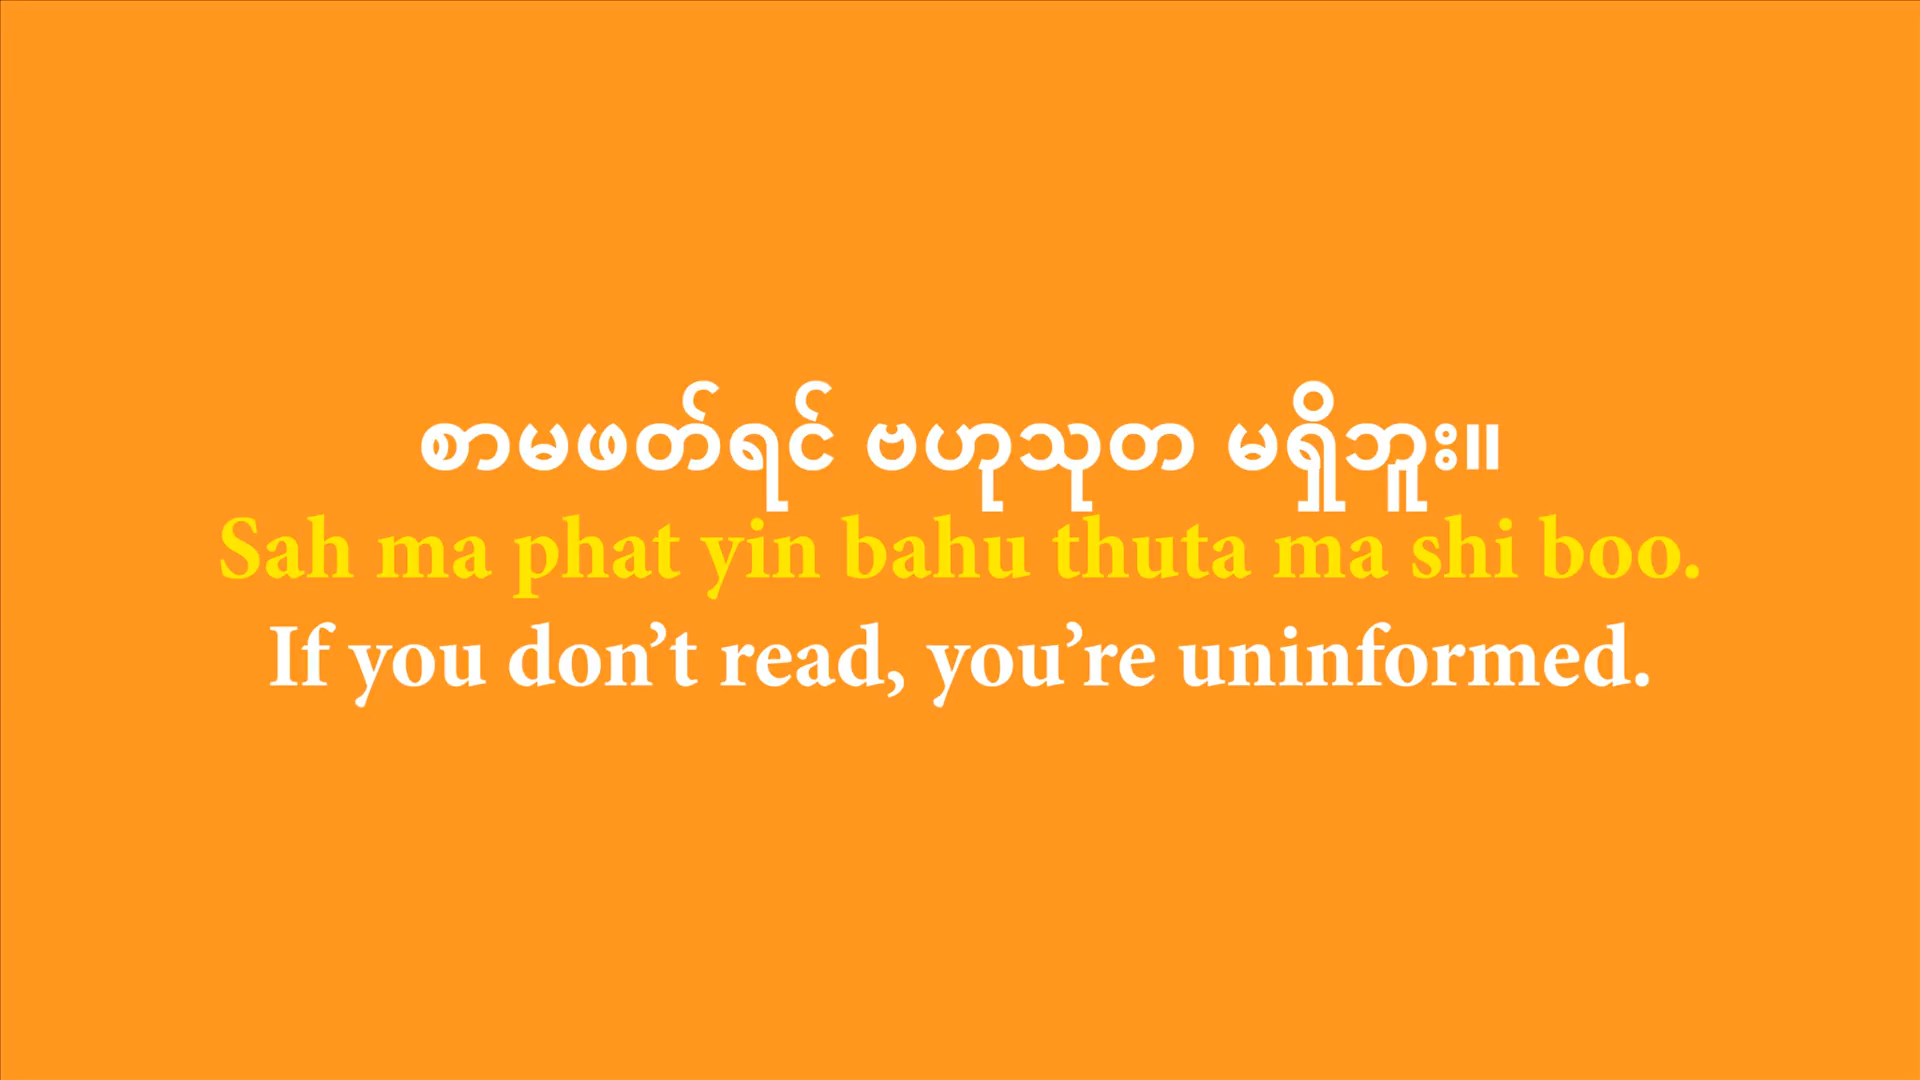 စာမဖတ်ရင် ဗဟုသုတ မရှိဘူး။
Sah ma phat yin bahu thuta ma shi boo.
If you don’t read, you’re uninformed.